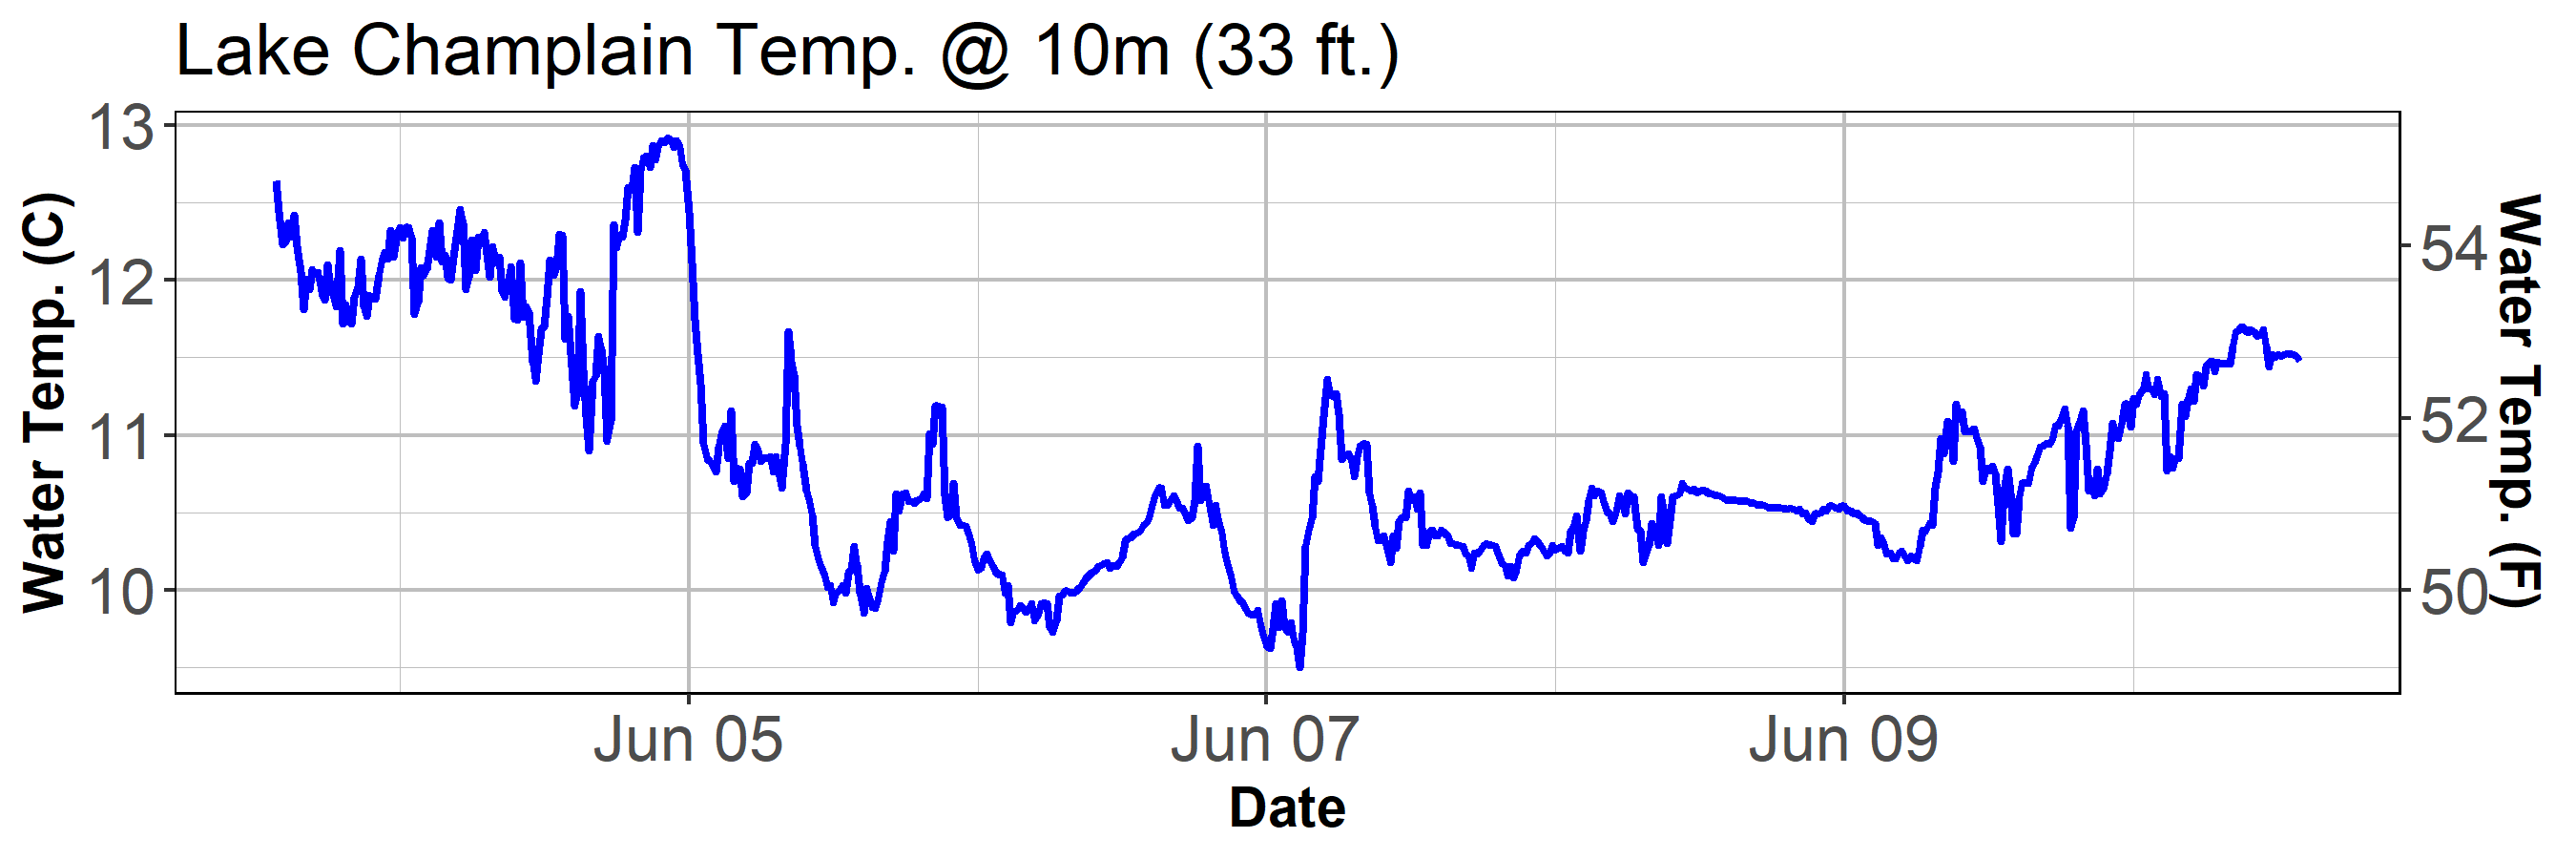 Lake Champlain Temp. @ 10m (33 ft.)
Water Temp. (C)
13
12
11
10
54
52
50
Water Temp. (F)
Jun 05 Jun 07 Jun 09
Date